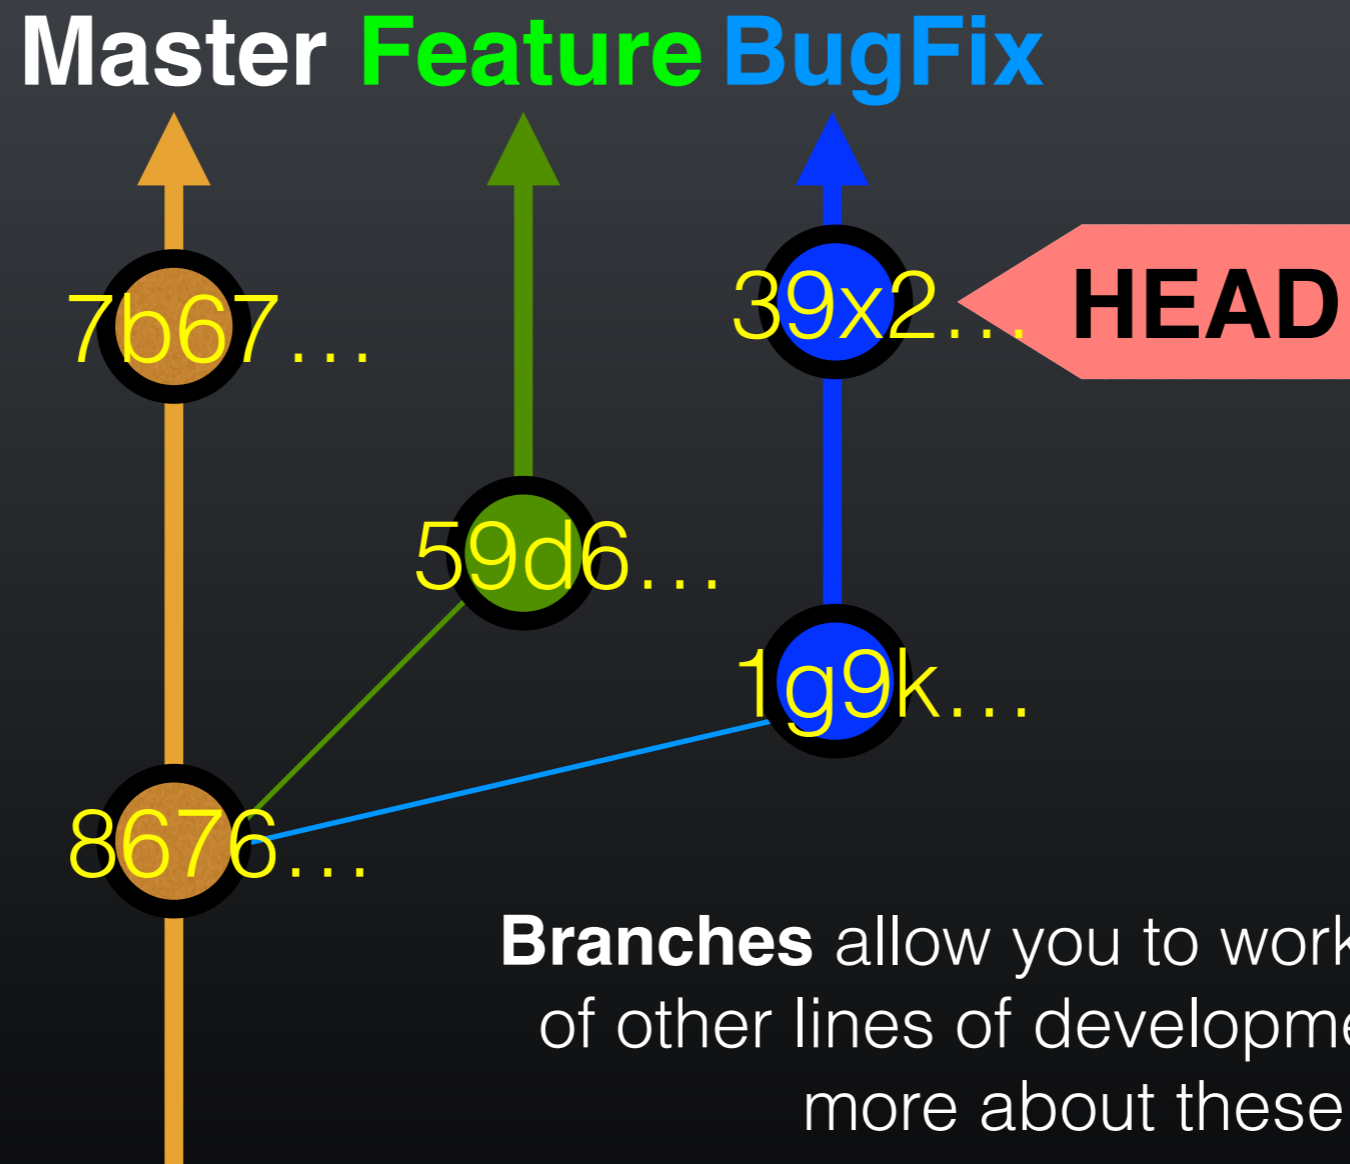 Master Feature BugFix
7b67...
39x2...
HEAD
59d6...
1g9k...
8676...
Branches allow you to work
of other lines of developme
more about these